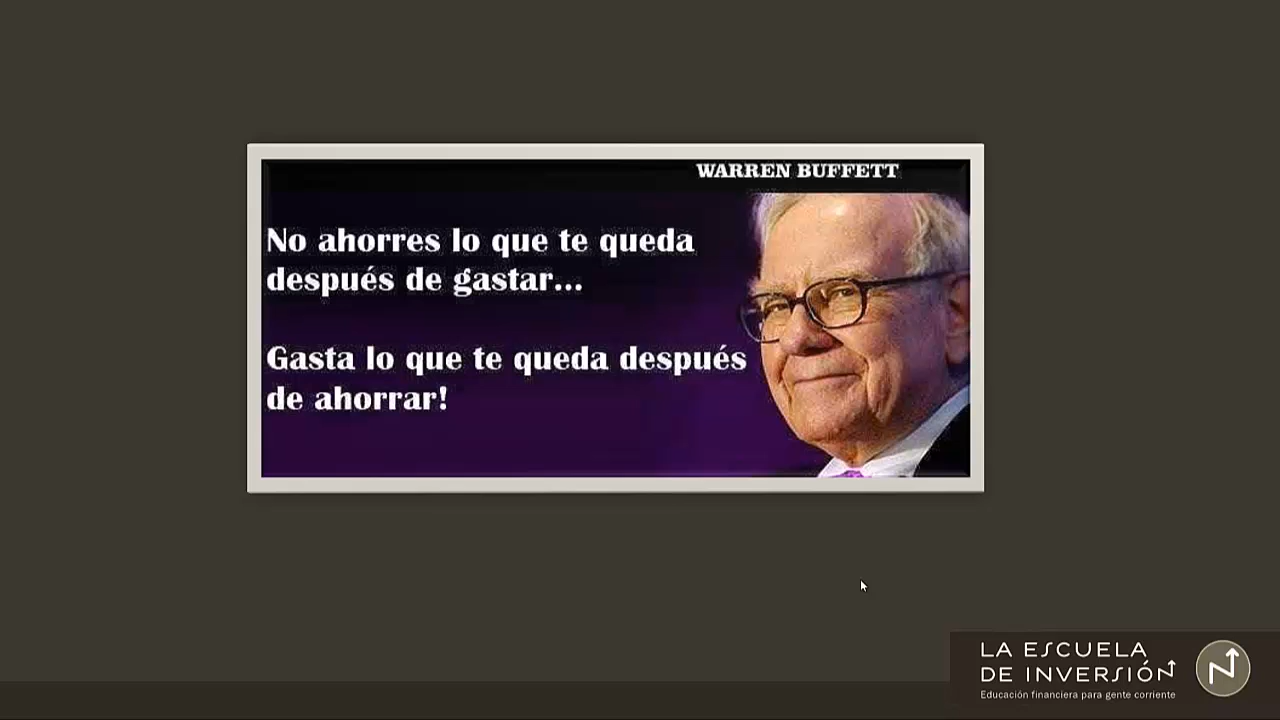 WARREN BUFFETT
No ahorres lo que te queda
después de gastar...
Gasta lo que te queda después
de ahorrar!
LA ESCUELA
DE INVERSIÓN
Educación financiera para gente corriente